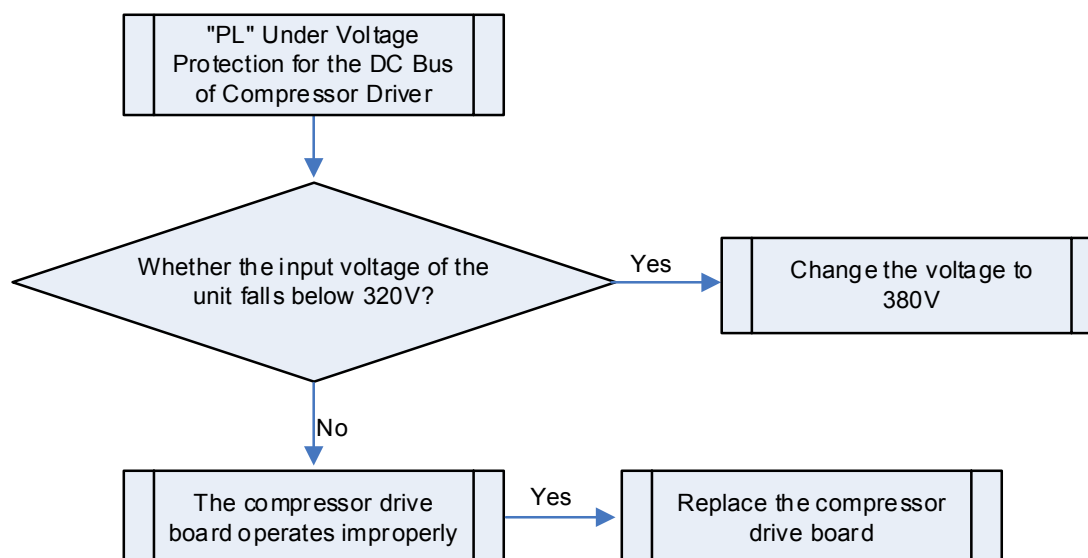 "PL" Under Voltage
Protection for the DC Bus
of Compressor Driver
Whether the input voltage of the
unit falls below 320V?
Yes
Change the voltage to
380V
No
The compressor drive
board operates improperly
Yes
Replace the compressor
drive board